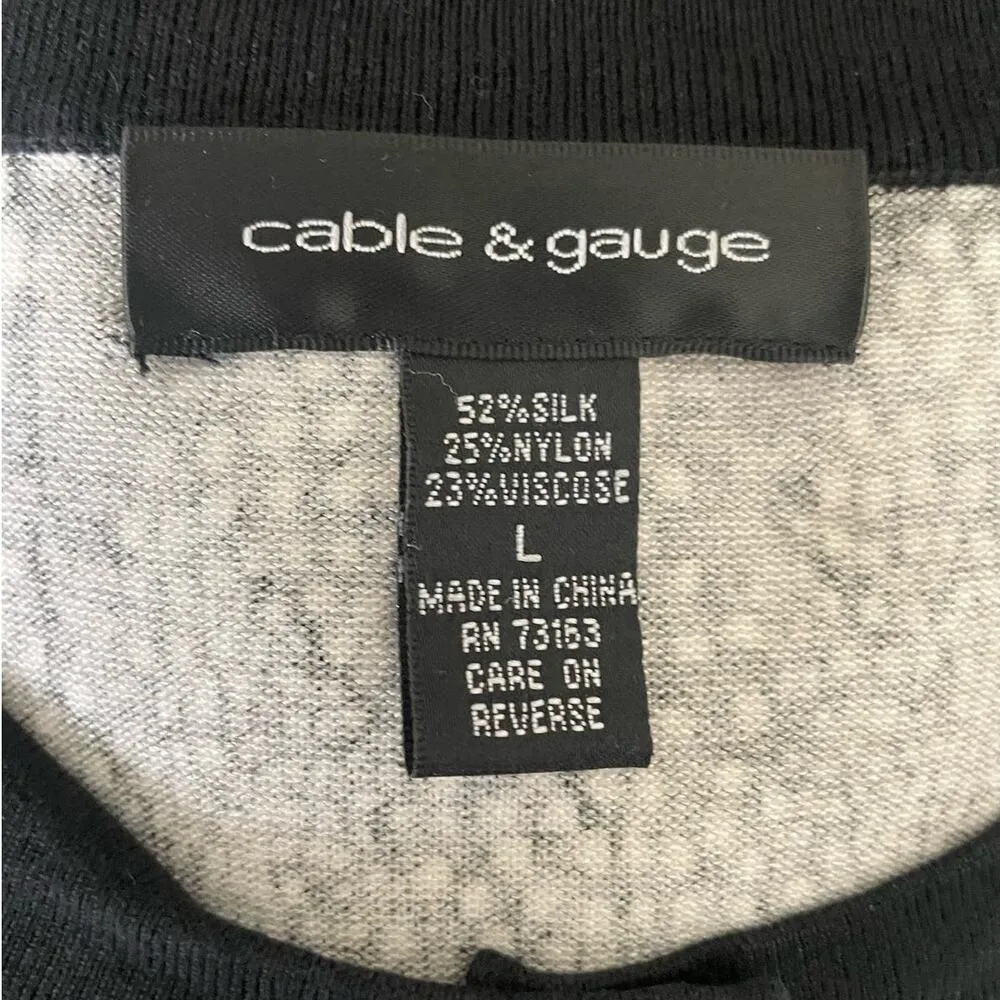 cable & gauge
52%SILK
25%NYLON
23%VISCOSE
L
MADE IN CHINA
RN 73163
CARE ON
REVERSE